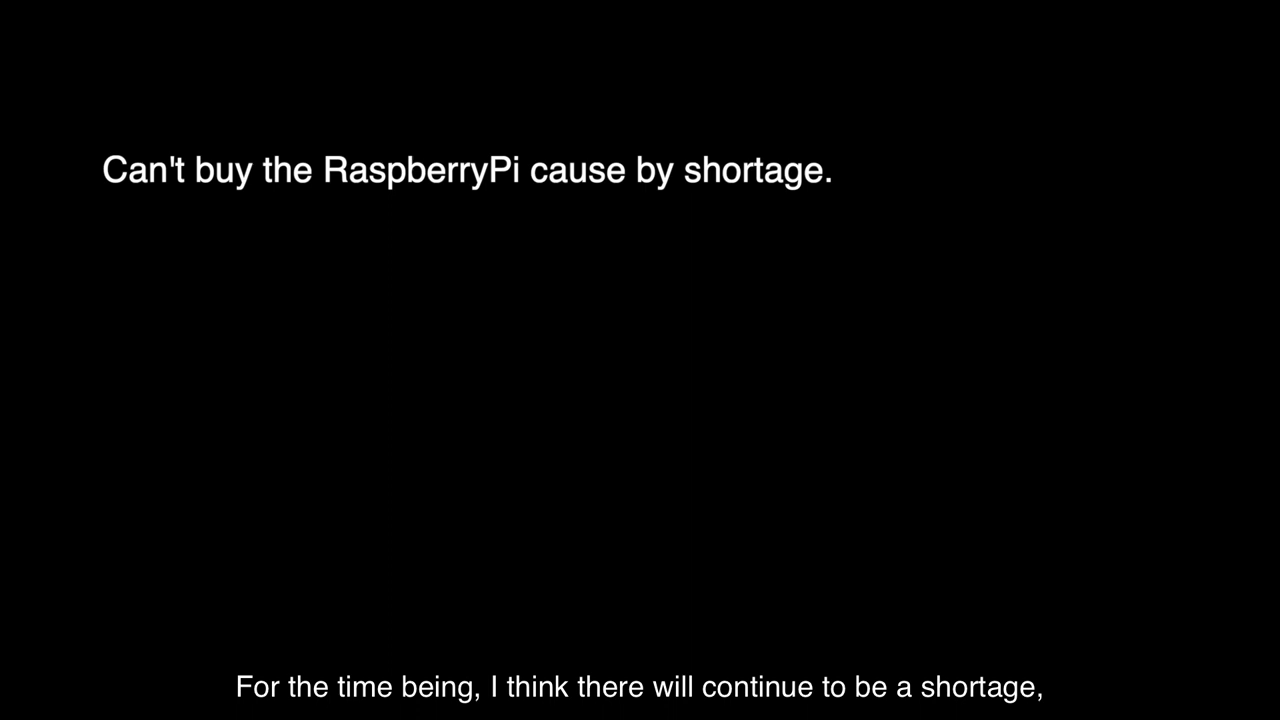 Can't buy the RaspberryPi cause by shortage.
For the time being, I think there will continue to be a shortage,